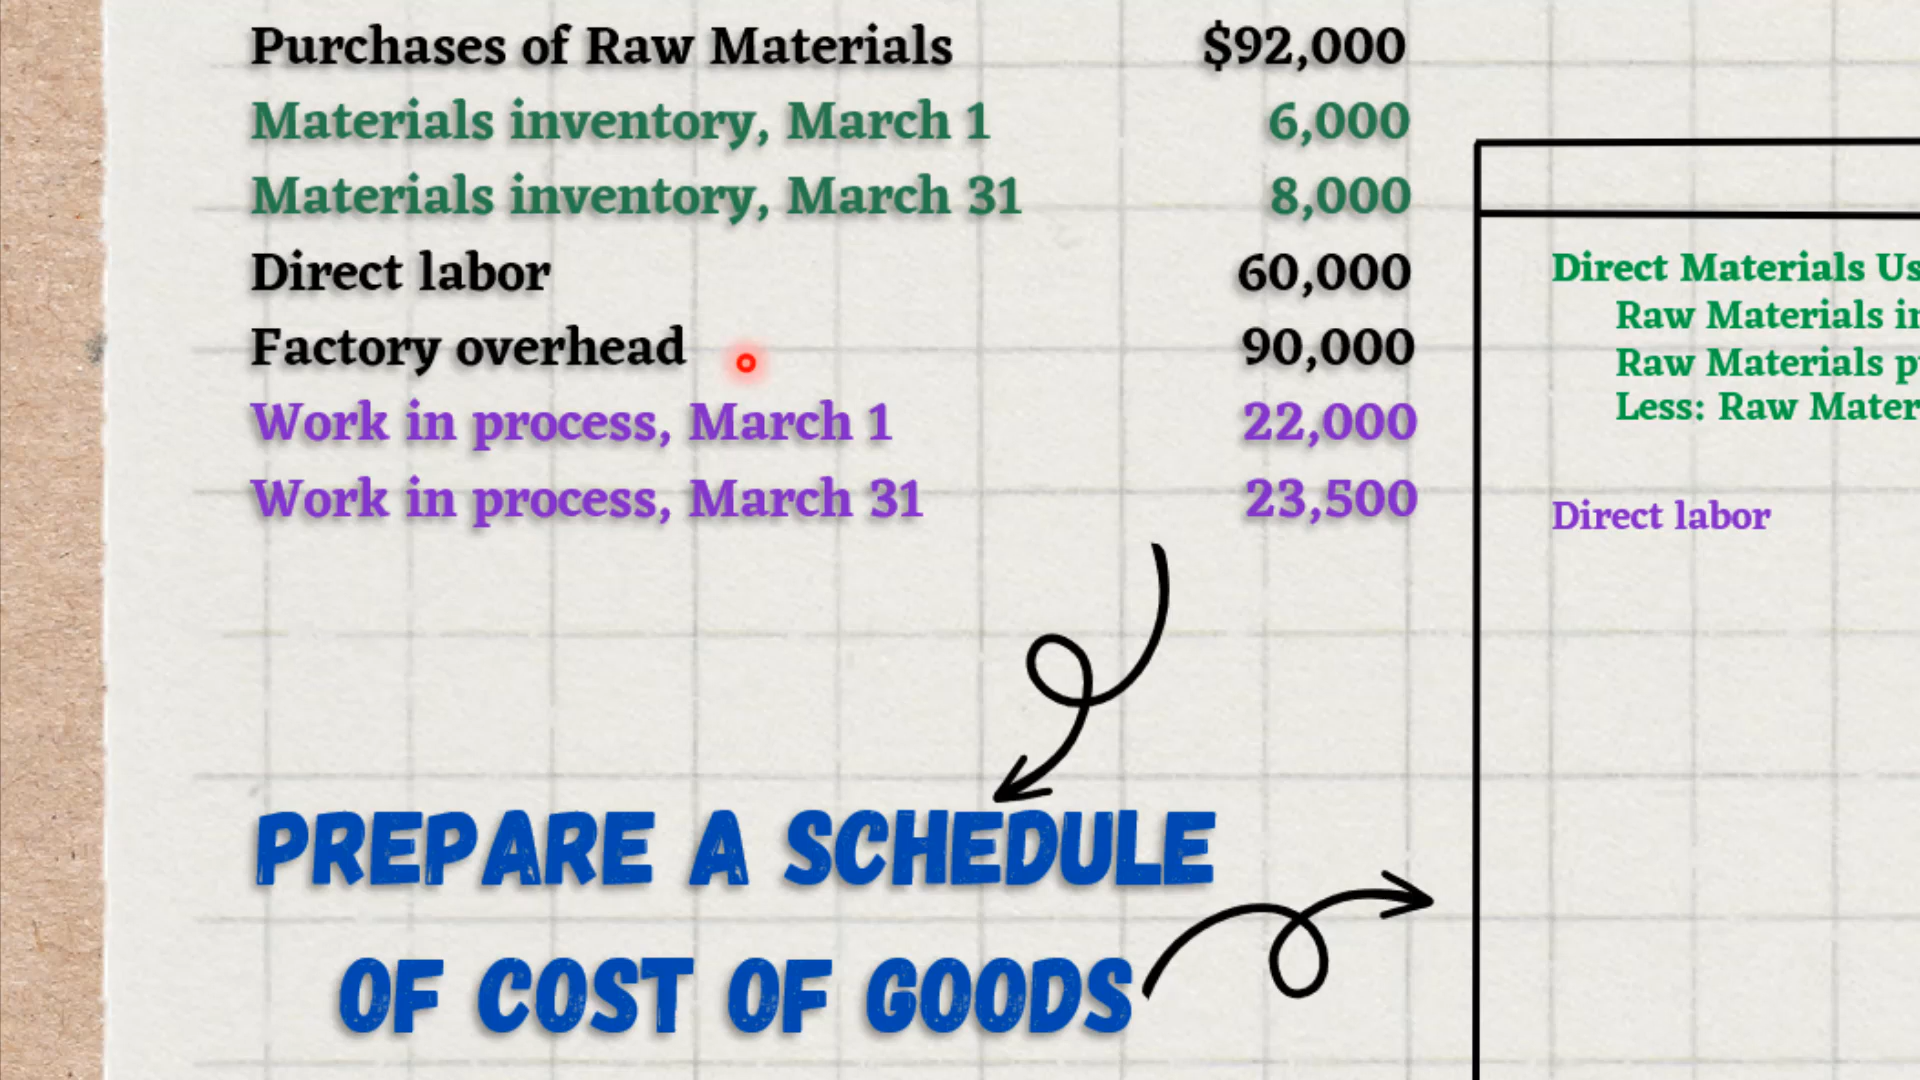 Purchases of Raw Materials $92,000
Materials inventory, March 1 6,000
Materials inventory, March 31 8,000
Direct labor 60,000
Factory overhead 90,000
Work in process, March 1 22,000
Work in process, March 31 23,500
PREPARE A SCHEDULE
OF COST OF GOODS
Direct Materials
Raw Materials
Raw Materials
Less: Raw
Direct labor